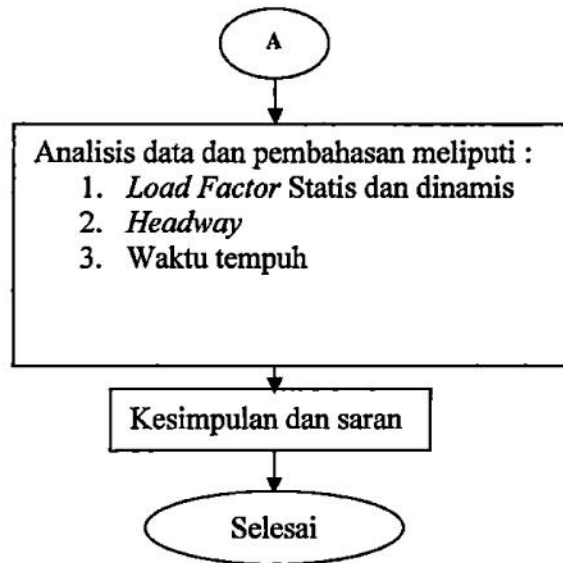 A
Analisis data dan pembahasan meliputi :
1. Load Factor Statis dan dinamis
2. Headway
3. Waktu tempuh
Kesimpulan dan saran
Selesai